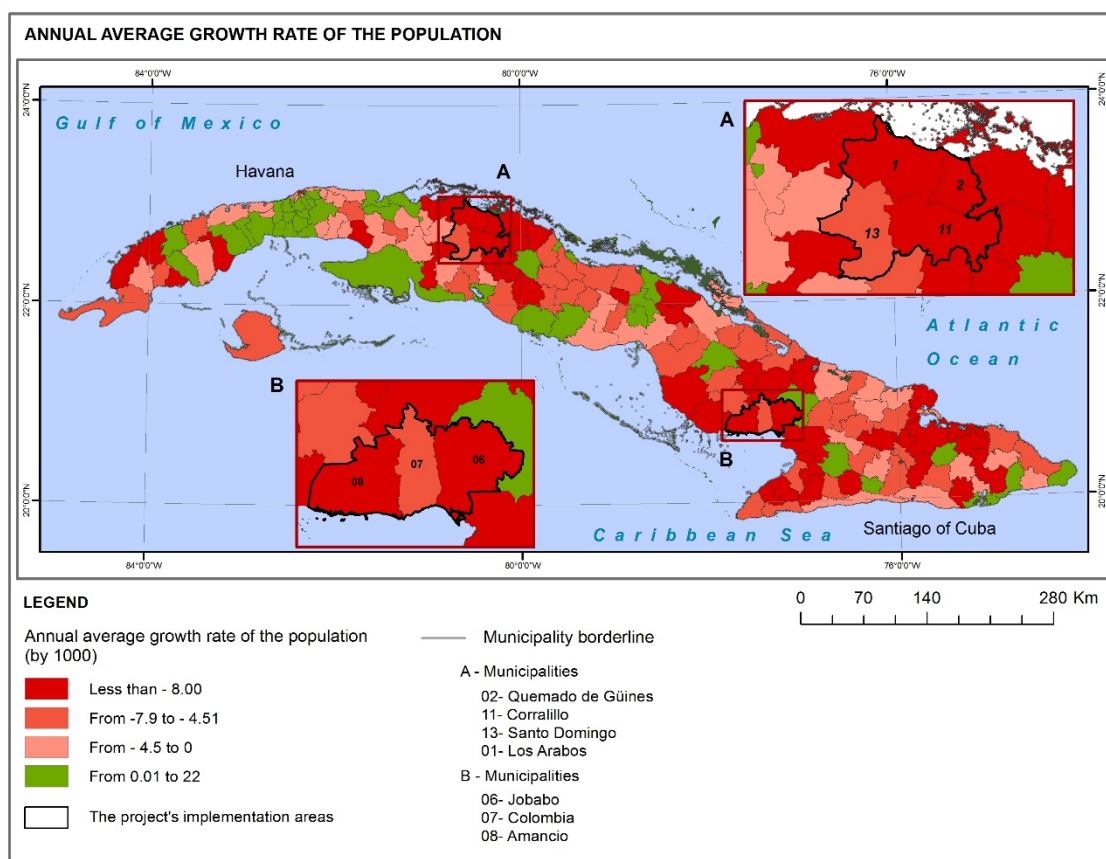 ANNUAL AVERAGE GROWTH RATE OF THE POPULATION
84°0'0"W 80°0'0"W 76°0'0"W
24°0'0"N 24°0'0"N
Gulf of Mexico
A
A
1
2
13
11
Havana
22°0'0"N 22°0'0"N
Atlantic
Ocean
B
07
06
08
B
20°0'0"N 20°0'0"N
Caribbean Sea
Santiago of Cuba
84°0'0"W 80°0'0"W 76°0'0"W
LEGEND
Annual average growth rate of the population
(by 1000)
Less than - 8.00
From -7.9 to - 4.51
From - 4.5 to 0
From 0.01 to 22
The project's implementation areas
Municipality borderline
A - Municipalities
02- Quemado de Güines
11- Corralillo
13- Santo Domingo
01- Los Arabos
B - Municipalities
06- Jobabo
07- Colombia
08- Amancio
0 70 140 280 Km